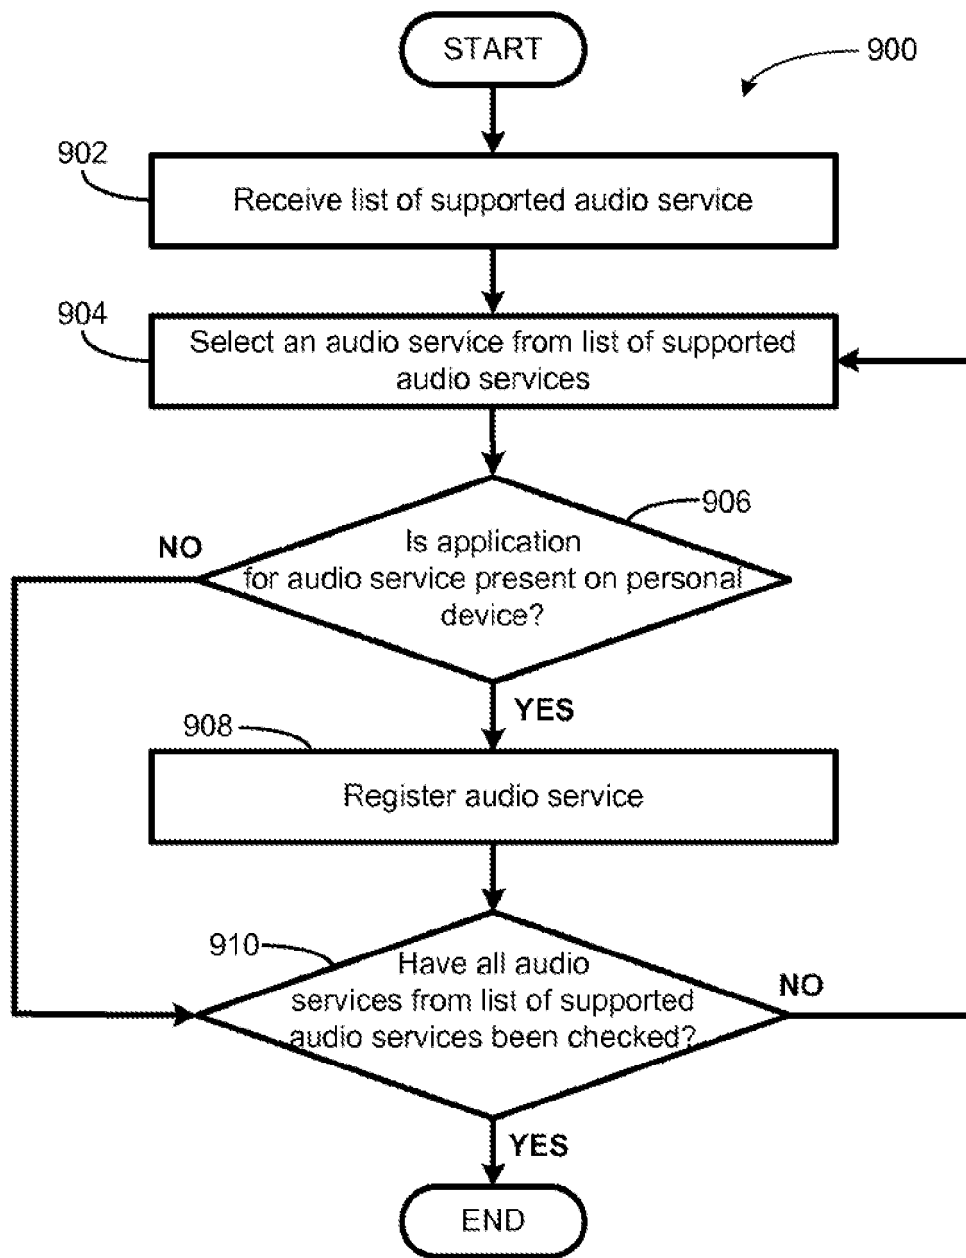 START
900
902
Receive list of supported audio service
904
Select an audio service from list of supported
audio services
906
NO
Is application
for audio service present on personal
device?
YES
908
Register audio service
910
Have all audio
services from list of supported
audio services been checked?
NO
YES
END